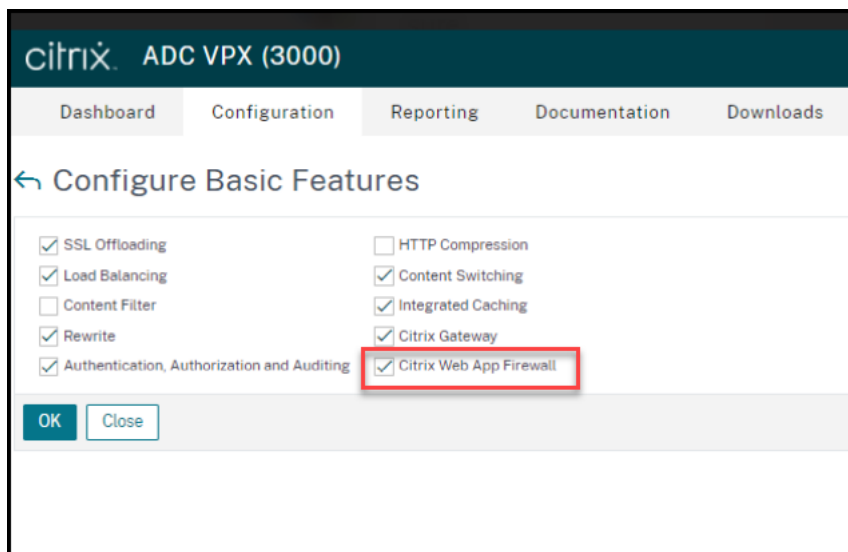 citrix. ADC VPX (3000)
Dashboard Configuration Reporting Documentation Downloads
Configure Basic Features
SSL Offloading HTTP Compression
Load Balancing Content Switching
Content Filter Integrated Caching
Rewrite Citrix Gateway
Authentication, Authorization and Auditing Citrix Web App Firewall
OK Close